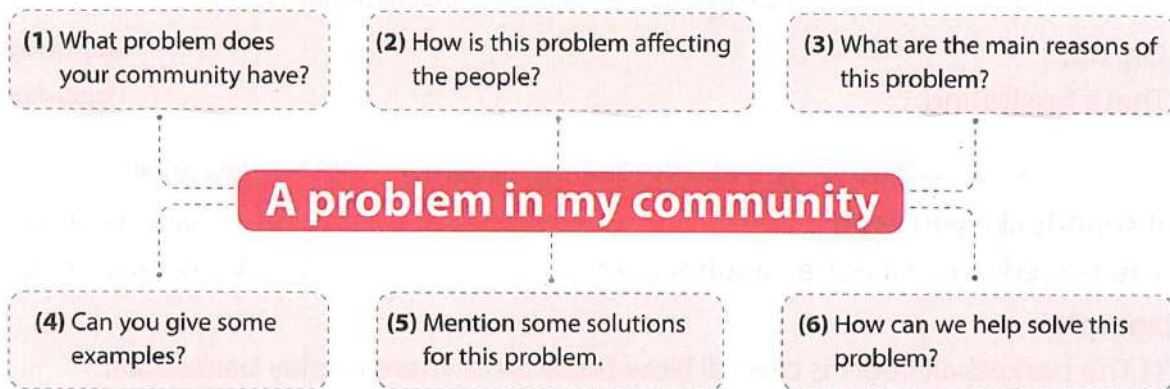 (1) What problem does
your community have?
(2) How is this problem affecting
the people?
(3) What are the main reasons of
this problem?
A problem in my community
(4) Can you give some
examples?
(5) Mention some solutions
for this problem.
(6) How can we help solve this
problem?